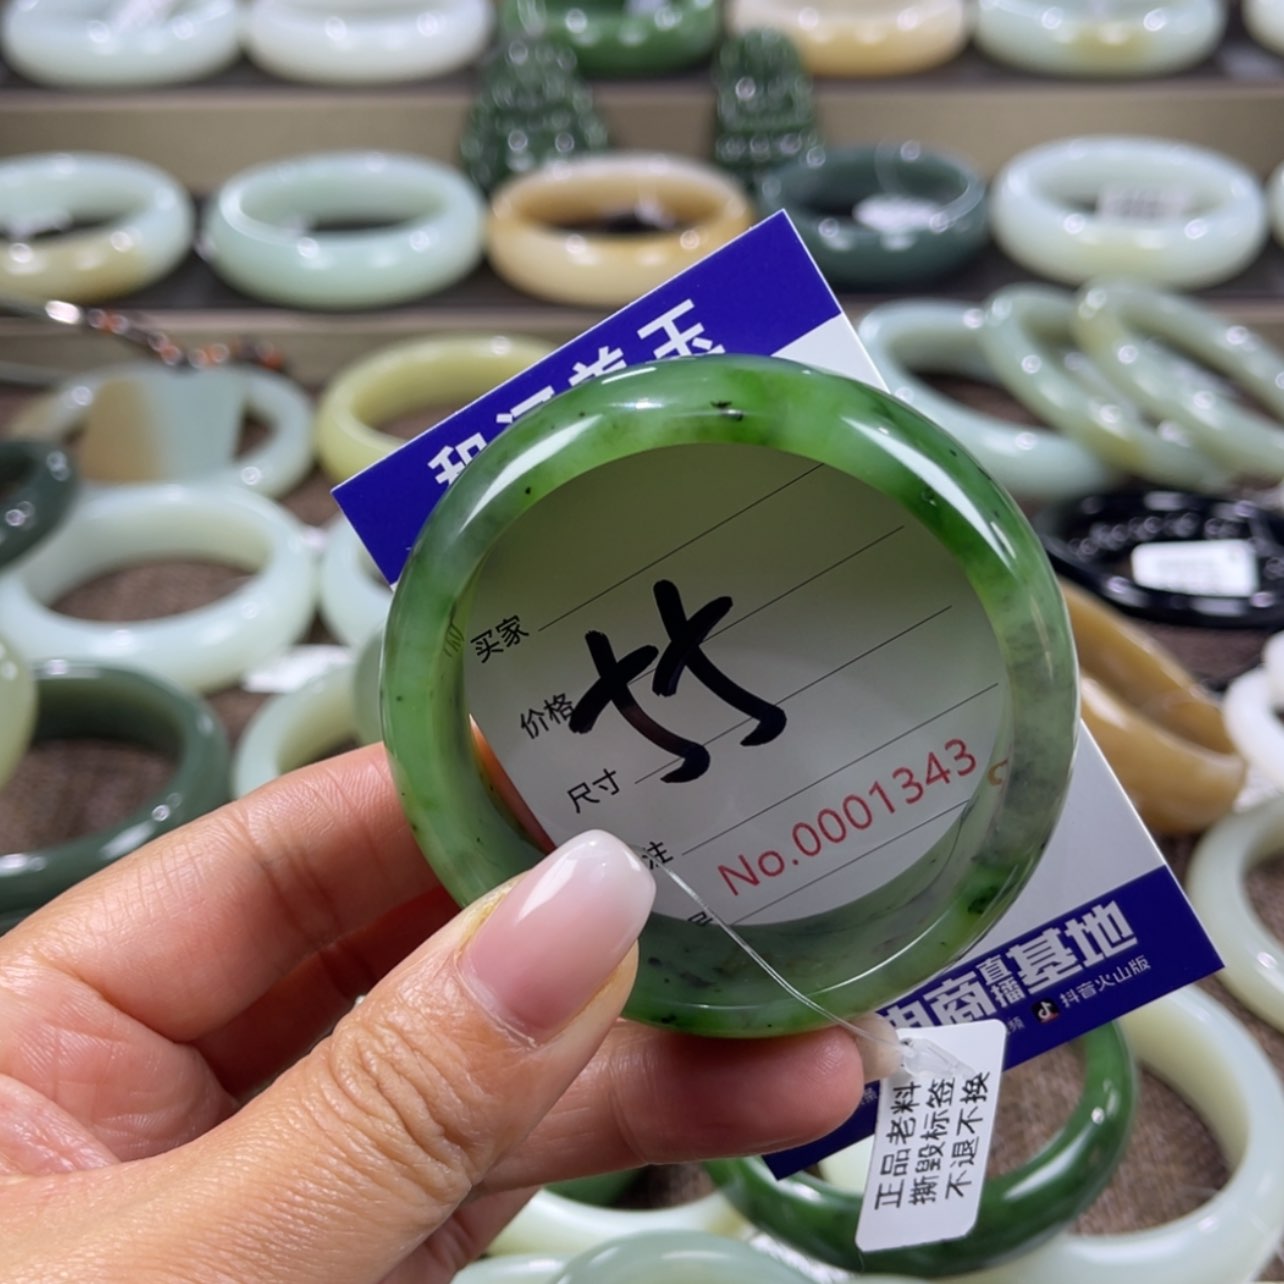 买家
价格
尺寸
注
No.0001343
直播基地
抖音火山版
正品老料
撕毁标签
不退不换